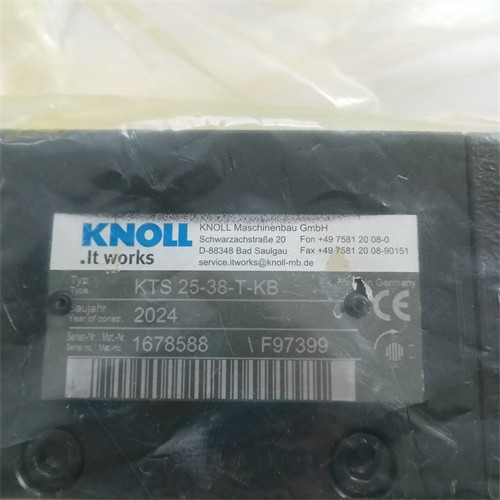 KNOLL
.It works
KNOLL Maschinenbau GmbH
Schwarzachstraße 20 Fon +49 7581 20 08-0
D-88348 Bad Saulgau Fax +49 7581 20 08-90151
service.itworks@knoll-mb.de
Typ
Type KTS 25-38-T-KB
in Germany
Baujahr
Year of constr. 2024
CE
Serien-Nr. Mat.-Nr.
Serial no. Mat.-no. 1678588 \ F97399